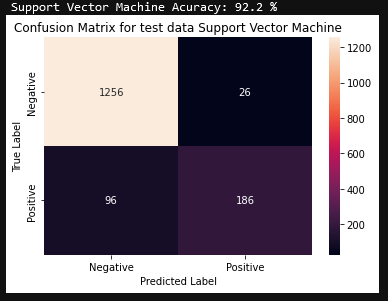 Support Vector Machine Acuracy: 92.2 %
Confusion Matrix for test data Support Vector Machine
True Label
Negative
1256
26
Positive
96
186
Negative
Positive
Predicted Label
1200
1000
800
600
400
200